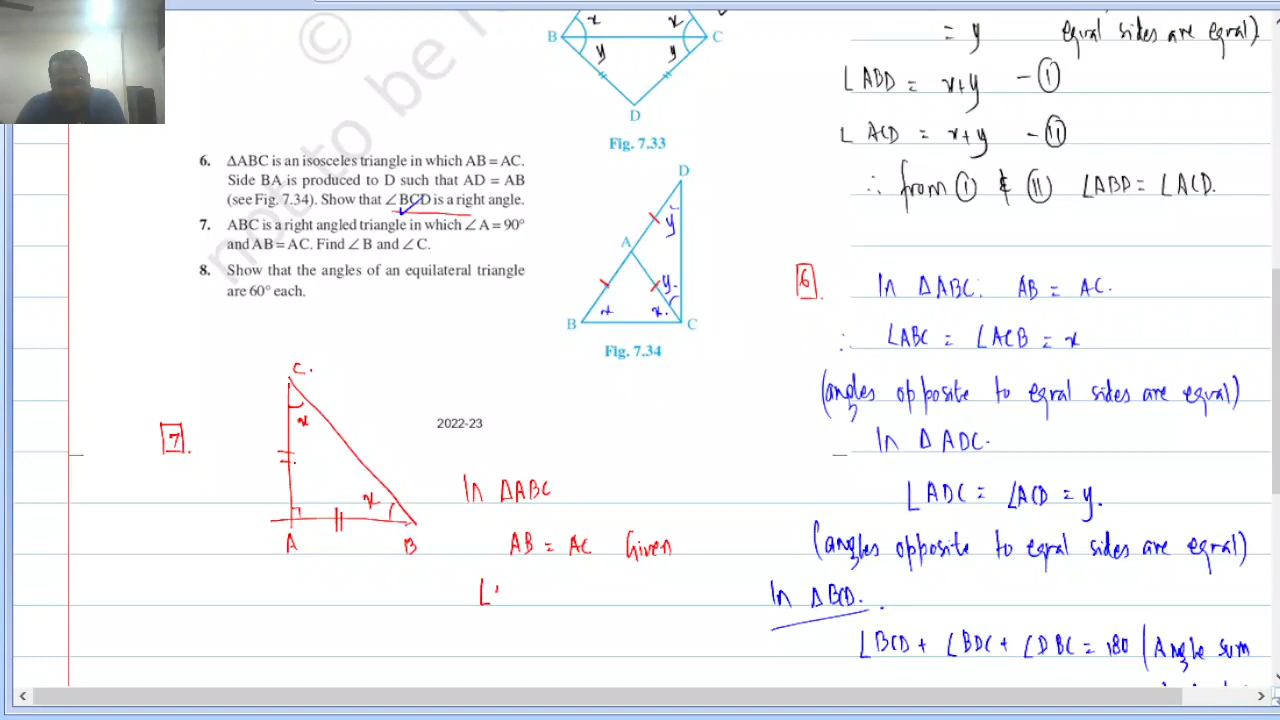 B
x
x
C
y
y
D
Fig. 7.33
6. ΔABC is an isosceles triangle in which AB = AC.
Side BA is produced to D such that AD = AB
(see Fig. 7.34). Show that ∠ BCD is a right angle.
7. ABC is a right angled triangle in which ∠ A = 90°
and AB = AC. Find ∠ B and ∠ C.
8. Show that the angles of an equilateral triangle
are 60° each.
not to be
©
D
y
A
y.
x
x.
B
C
Fig. 7.34
2022-23
7.
C.
x
x
A
B
In ΔABC
AB = AC Given
∠
= y equal sides are equal).
∠ABD = x+y - I
∠ACD = x+y - II
∴ from I & II ∠ABD = ∠ACD.
6. In ΔABC. AB = AC.
∴ ∠ABC = ∠ACB = x
(angles opposite to equal sides are equal)
In ΔADC.
∠ADC = ∠ACD = y.
(angles opposite to equal sides are equal)
In ΔBCD.
∠BCD + ∠BDC + ∠DBC = 180 (Angle sum